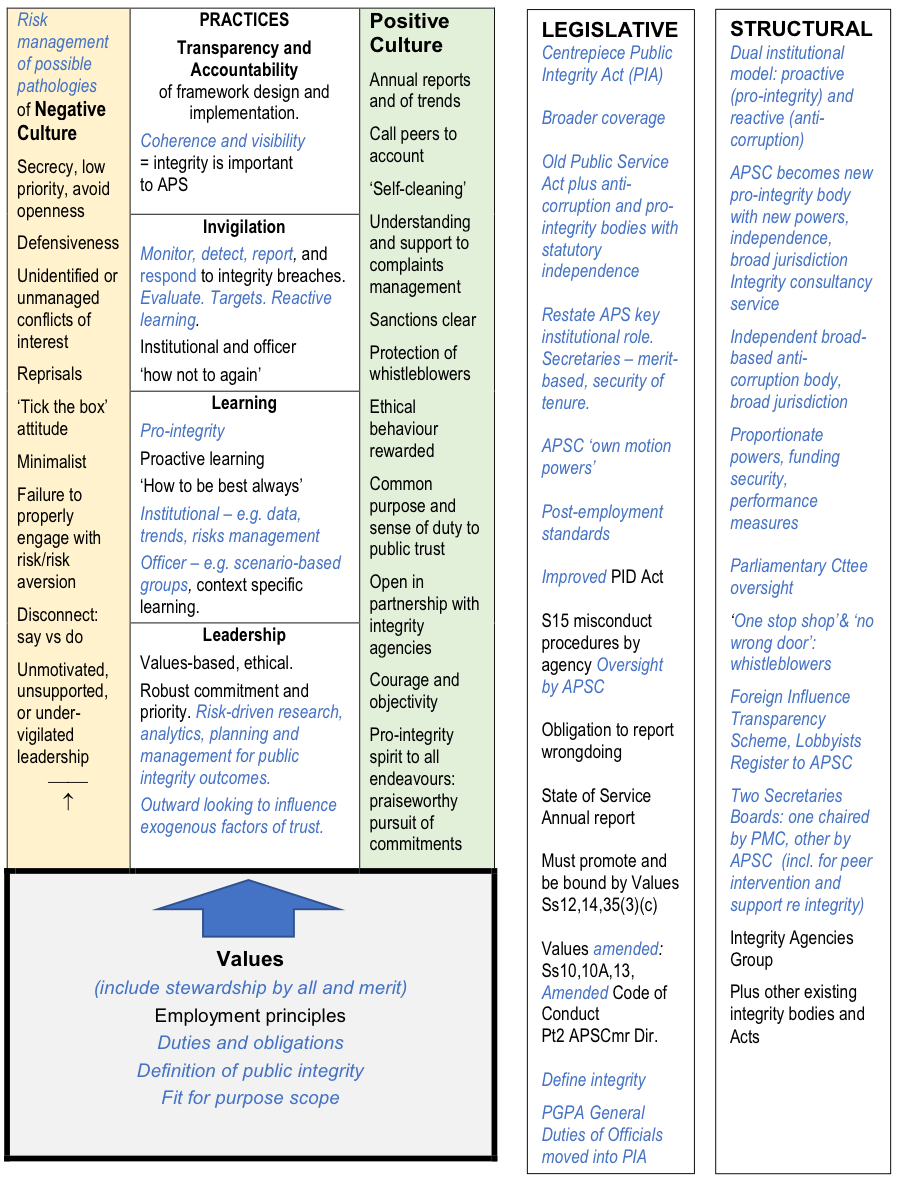 Risk
management
of possible
pathologies
of Negative
Culture
Secrecy, low
priority, avoid
openness
Defensiveness
Unidentified or
unmanaged
conflicts of
interest
Reprisals
‘Tick the box’
attitude
Minimalist
Failure to
properly
engage with
risk/risk
aversion
Disconnect:
say vs do
Unmotivated,
unsupported,
or under-
vigilated
leadership
↑
PRACTICES
Transparency and
Accountability
of framework design and
implementation.
Coherence and visibility
= integrity is important
to APS
Invigilation
Monitor, detect, report, and
respond to integrity breaches.
Evaluate. Targets. Reactive
learning.
Institutional and officer
‘how not to again’
Learning
Pro-integrity
Proactive learning
‘How to be best always’
Institutional – e.g. data,
trends, risks management
Officer – e.g. scenario-based
groups, context specific
learning.
Leadership
Values-based, ethical.
Robust commitment and
priority. Risk-driven research,
analytics, planning and
management for public
integrity outcomes.
Outward looking to influence
exogenous factors of trust.
Positive
Culture
Annual reports
and of trends
Call peers to
account
‘Self-cleaning’
Understanding
and support to
complaints
management
Sanctions clear
Protection of
whistleblowers
Ethical
behaviour
rewarded
Common
purpose and
sense of duty to
public trust
Open in
partnership with
integrity
agencies
Courage and
objectivity
Pro-integrity
spirit to all
endeavours:
praiseworthy
pursuit of
commitments
Values
(include stewardship by all and merit)
Employment principles
Duties and obligations
Definition of public integrity
Fit for purpose scope
LEGISLATIVE
Centrepiece Public
Integrity Act (PIA)
Broader coverage
Old Public Service
Act plus anti-
corruption and pro-
integrity bodies with
statutory
independence
Restate APS key
institutional role.
Secretaries – merit-
based, security of
tenure.
APSC ‘own motion
powers’
Post-employment
standards
Improved PID Act
S15 misconduct
procedures by
agency Oversight
by APSC
Obligation to report
wrongdoing
State of Service
Annual report
Must promote and
be bound by Values
Ss12,14,35(3)(c)
Values amended:
Ss10,10A,13,
Amended Code of
Conduct
Pt2 APSCmr Dir.
Define integrity
PGPA General
Duties of Officials
moved into PIA
STRUCTURAL
Dual institutional
model: proactive
(pro-integrity) and
reactive (anti-
corruption)
APSC becomes new
pro-integrity body
with new powers,
independence,
broad jurisdiction
Integrity consultancy
service
Independent broad-
based anti-
corruption body,
broad jurisdiction
Proportionate
powers, funding
security,
performance
measures
Parliamentary Cttee
oversight
‘One stop shop’& ‘no
wrong door’:
whistleblowers
Foreign Influence
Transparency
Scheme, Lobbyists
Register to APSC
Two Secretaries
Boards: one chaired
by PMC, other by
APSC (incl. for peer
intervention and
support re integrity)
Integrity Agencies
Group
Plus other existing
integrity bodies and
Acts